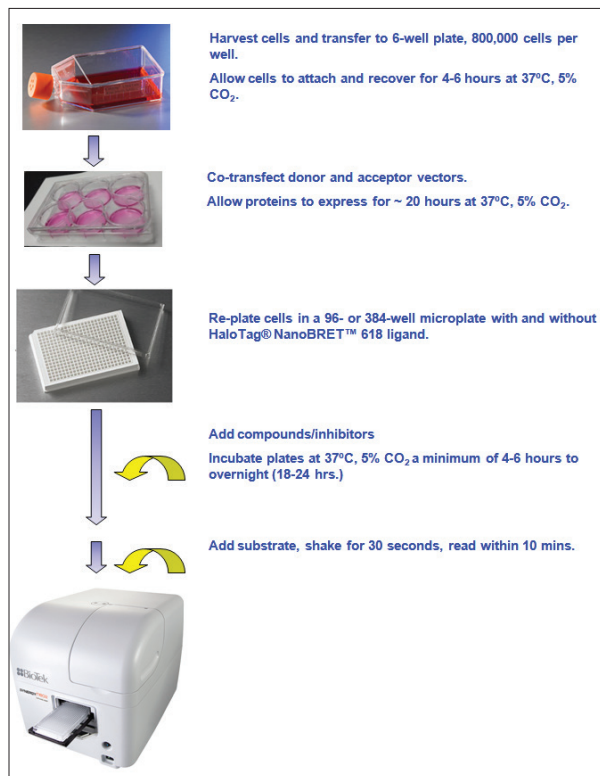 Harvest cells and transfer to 6-well plate, 800,000 cells per
well.
Allow cells to attach and recover for 4-6 hours at 37ºC, 5%
CO₂.
Co-transfect donor and acceptor vectors.
Allow proteins to express for ~ 20 hours at 37ºC, 5% CO₂.
Re-plate cells in a 96- or 384-well microplate with and without
HaloTag® NanoBRET™ 618 ligand.
Add compounds/inhibitors
Incubate plates at 37ºC, 5% CO₂ a minimum of 4-6 hours to
overnight (18-24 hrs.)
Add substrate, shake for 30 seconds, read within 10 mins.
BioTek